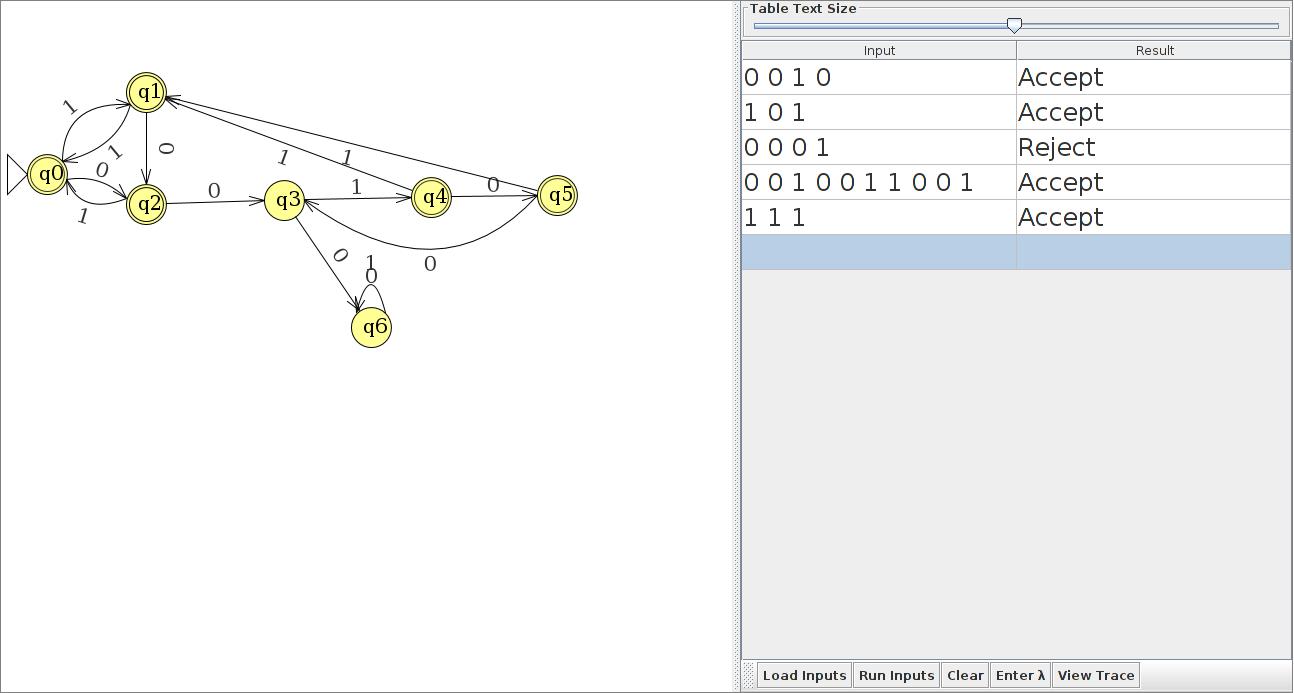 Table Text Size
Input Result
0 0 1 0 Accept
1 0 1 Accept
0 0 0 1 Reject
0 0 1 0 0 1 1 0 0 1 Accept
1 1 1 Accept
q1
1
1
0
q0
0
1
q2
0
q3
1
1
1
q4
0
q5
0
0
1
0
q6
Load Inputs Run Inputs Clear Enter λ View Trace